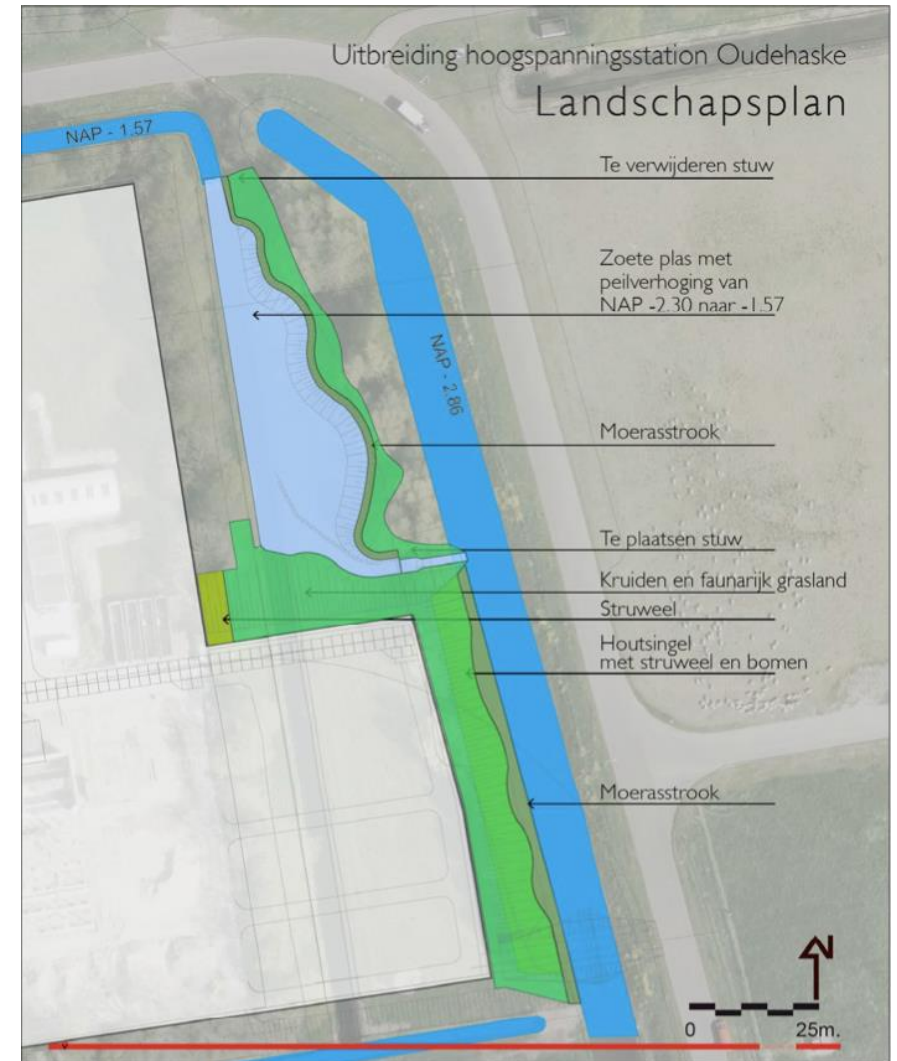 Uitbreiding hoogspanningsstation Oudehaske
Landschapsplan
NAP - 1.57
Te verwijderen stuw
Zoete plas met
peilverhoging van
NAP -2.30 naar -1.57
NAP - 2.86
Moerasstrook
Te plaatsen stuw
Kruiden en faunarijk grasland
Struweel
Houtsingel
met struweel en bomen
Moerasstrook
N
0 25m.